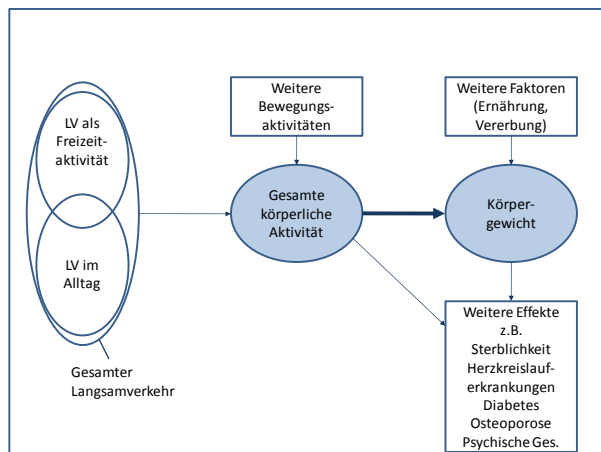 LV als
Freizeit-
aktivität
LV im
Alltag
Gesamter
Langsamverkehr
Weitere
Bewegungs-
aktivitäten
Gesamte
körperliche
Aktivität
Weitere Faktoren
(Ernährung,
Vererbung)
Körper-
gewicht
Weitere Effekte
z.B.
Sterblichkeit
Herzkreislauf-
erkrankungen
Diabetes
Osteoporose
Psychische Ges.